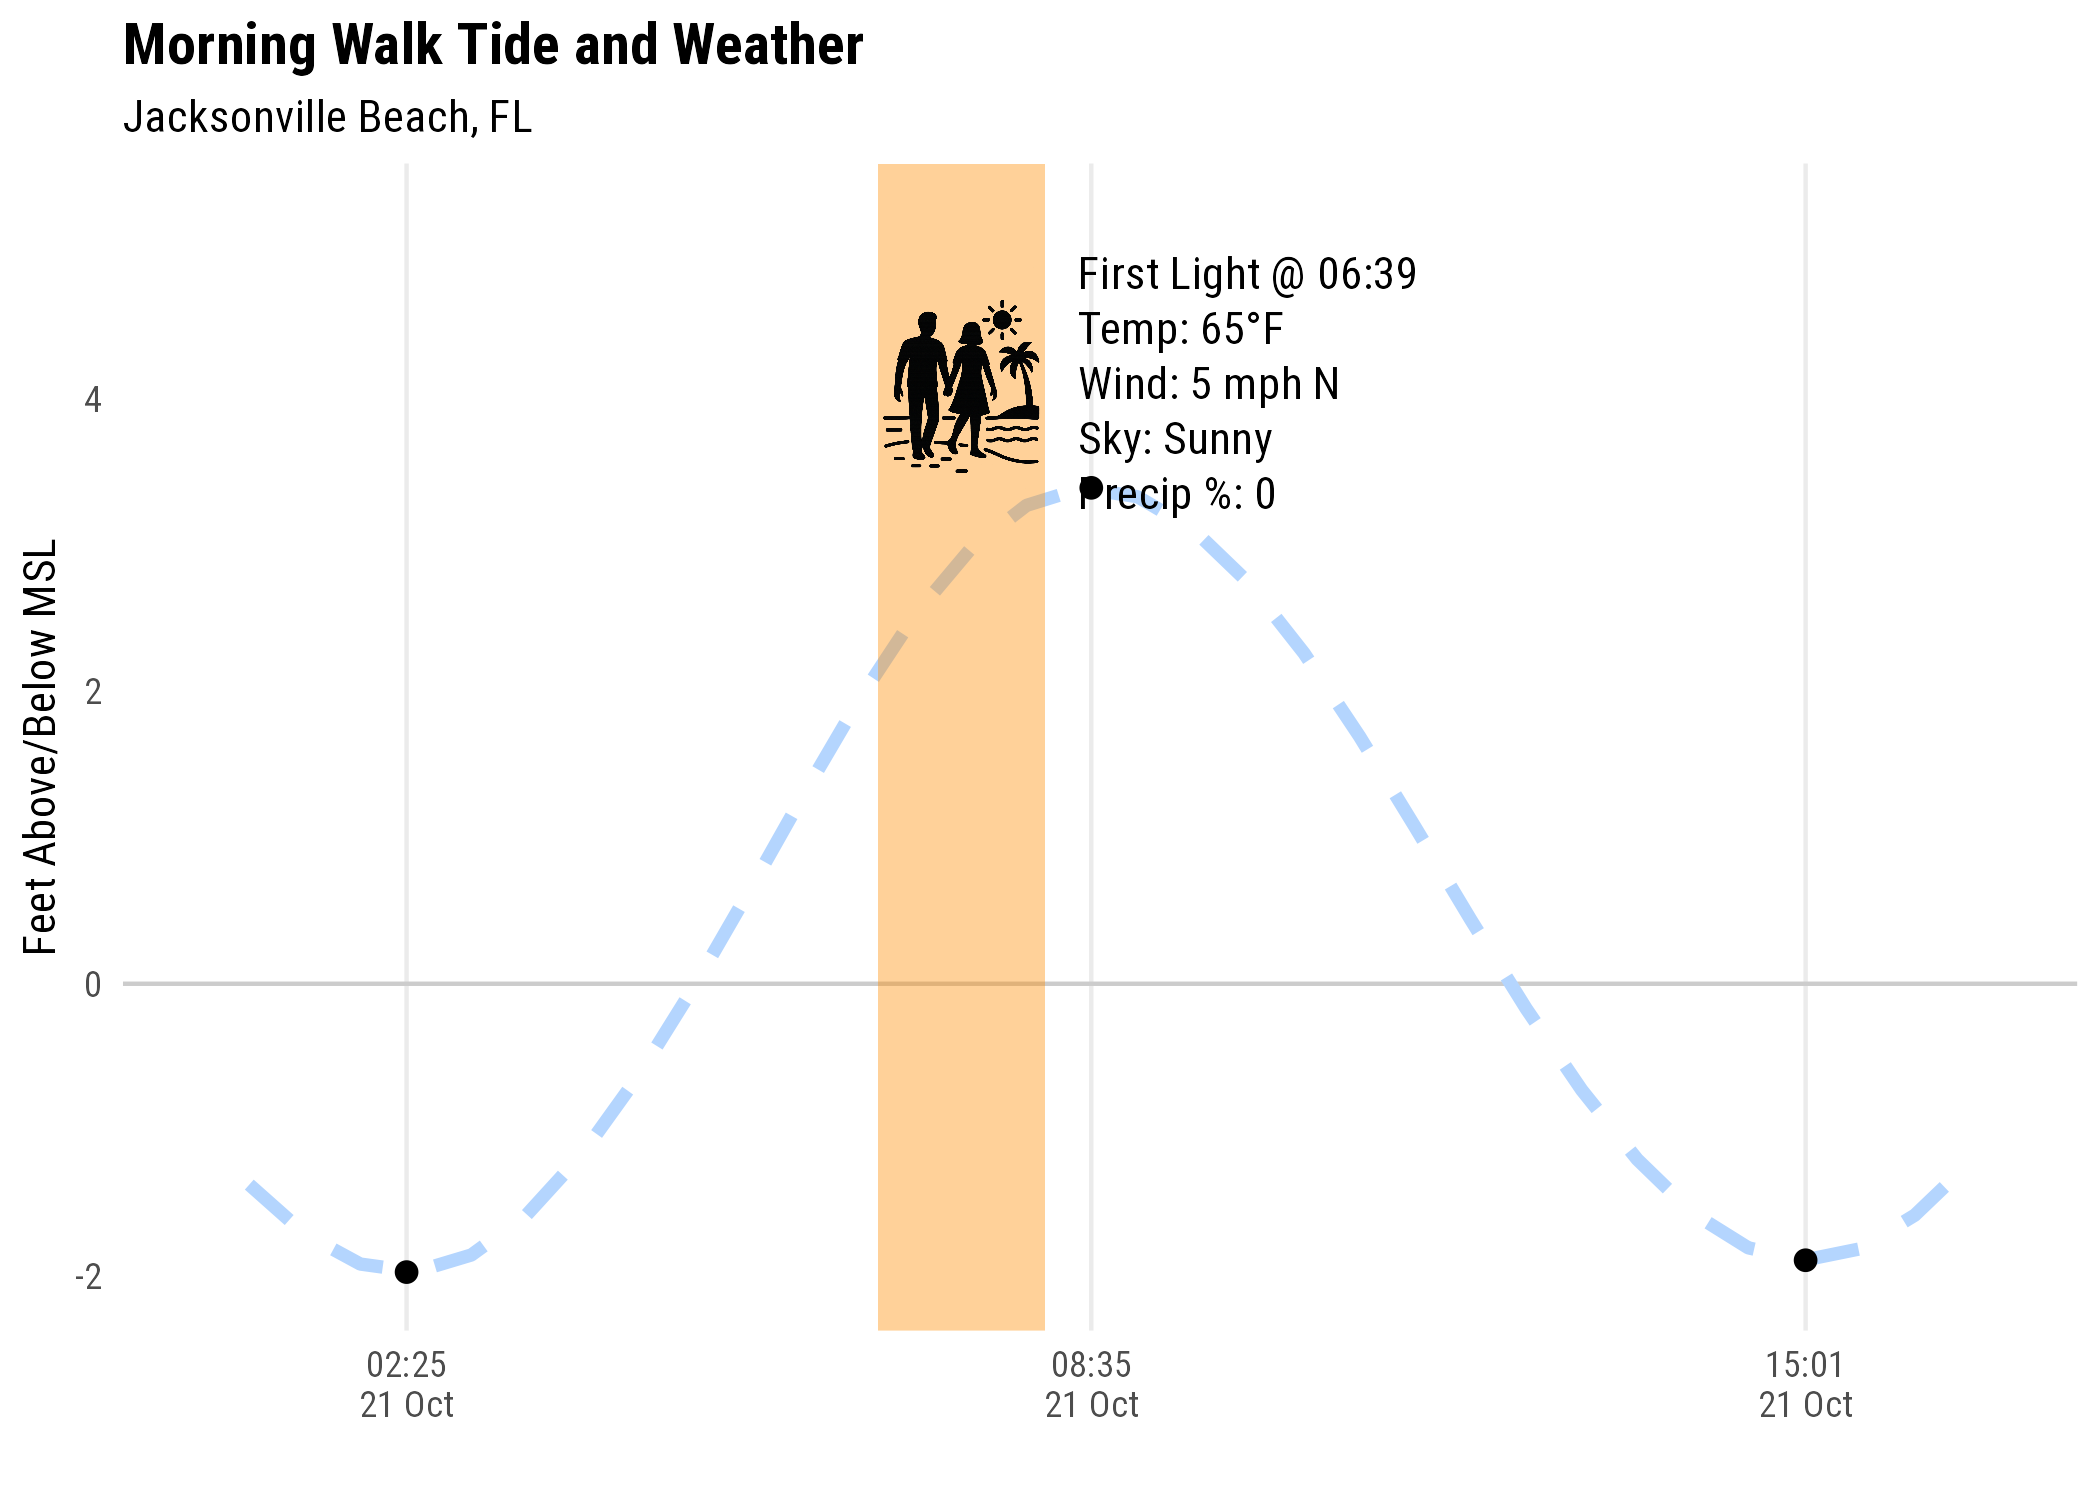 Morning Walk Tide and Weather
Jacksonville Beach, FL
First Light @ 06:39
Temp: 65°F
Wind: 5 mph N
Sky: Sunny
Precip %: 0
Feet Above/Below MSL
4
2
0
-2
02:25
21 Oct
08:35
21 Oct
15:01
21 Oct